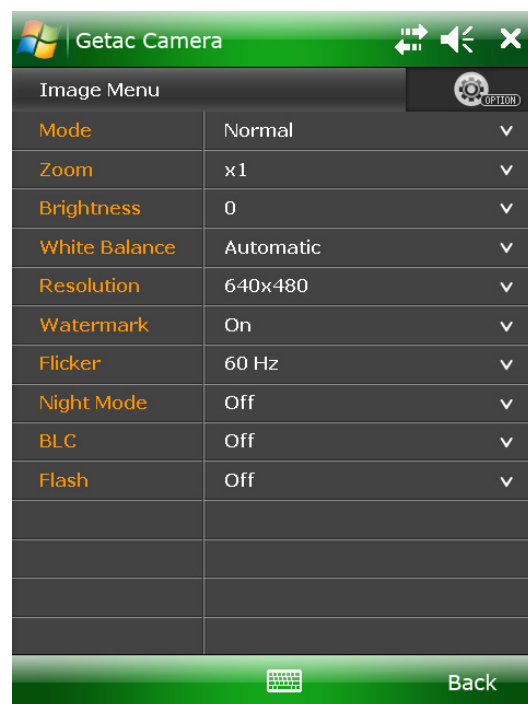 Getac Camera
Image Menu
OPTION
Mode Normal
Zoom x1
Brightness 0
White Balance Automatic
Resolution 640x480
Watermark On
Flicker 60 Hz
Night Mode Off
BLC Off
Flash Off
Back